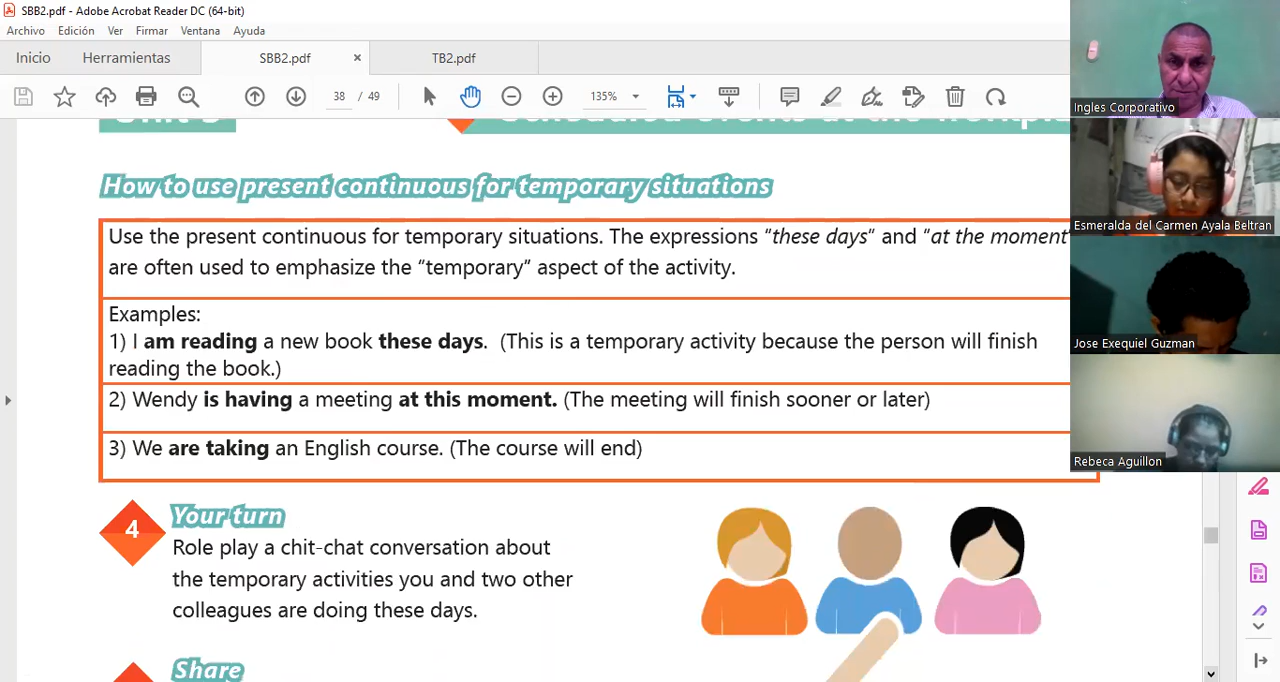 SBB2.pdf - Adobe Acrobat Reader DC (64-bit)
Archivo Edición Ver Firmar Ventana Ayuda
Inicio Herramientas SBB2.pdf × TB2.pdf
38 / 49 135%
Ingles Corporativo
How to use present continuous for temporary situations
Use the present continuous for temporary situations. The expressions “these days“ and “at the moment“
are often used to emphasize the “temporary” aspect of the activity.
Esmeralda del Carmen Ayala Beltran
Examples:
1) I am reading a new book these days. (This is a temporary activity because the person will finish
reading the book.)
Jose Exequiel Guzman
2) Wendy is having a meeting at this moment. (The meeting will finish sooner or later)
3) We are taking an English course. (The course will end)
Rebeca Aguillon
4
Your turn
Role play a chit-chat conversation about
the temporary activities you and two other
colleagues are doing these days.
Share